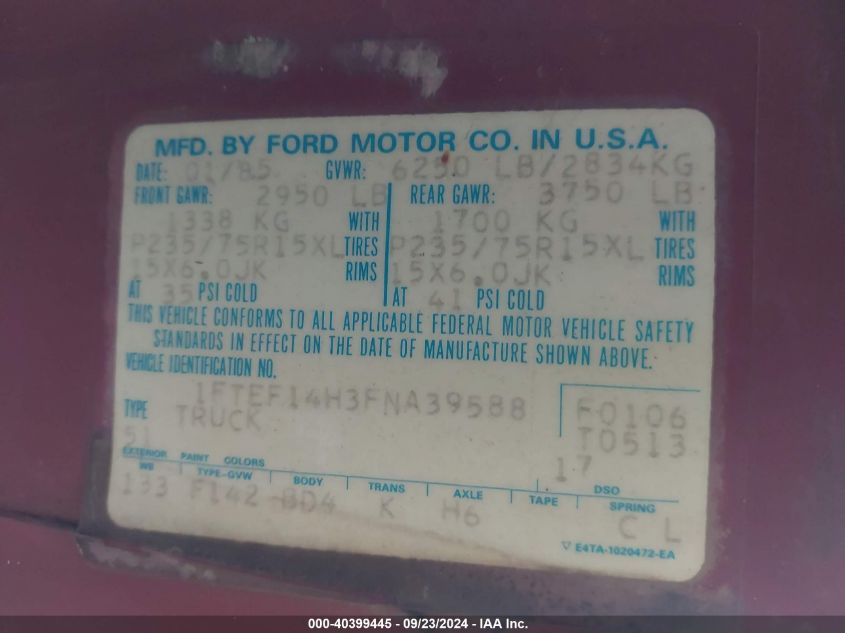 MFD. BY FORD MOTOR CO. IN U.S.A.
DATE: 01/85 GVWR: 6250 LB/2834KG
FRONT GAWR: 2950 LB REAR GAWR: 3750 LB
1338 KG WITH 1700 KG WITH
P235/75R15XL TIRES P235/75R15XL TIRES
15X6.0JK RIMS 15X6.0JK RIMS
AT 35 PSI COLD AT 41 PSI COLD
THIS VEHICLE CONFORMS TO ALL APPLICABLE FEDERAL MOTOR VEHICLE SAFETY
STANDARDS IN EFFECT ON THE DATE OF MANUFACTURE SHOWN ABOVE.
VEHICLE IDENTIFICATION NO.
1FTEF14H3FNA39588 F0106
TYPE TRUCK T0513
51 17
EXTERIOR PAINT COLORS DSO
WB TYPE-GVW BODY TRANS AXLE TAPE SPRING
133 F142 BD4 K H6 C L
▽ E4TA-1020472-EA
000-40399445 - 09/23/2024 - IAA Inc.